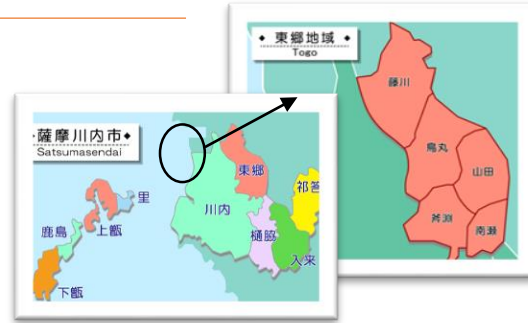 ◆ 東郷地域 ◆
Togo
藤川
鳥丸
山田
斧淵
南瀬
◆薩摩川内市◆
Satsumasendai
里
上甑
鹿島
下甑
東郷
川内
樋脇
入来
祁答